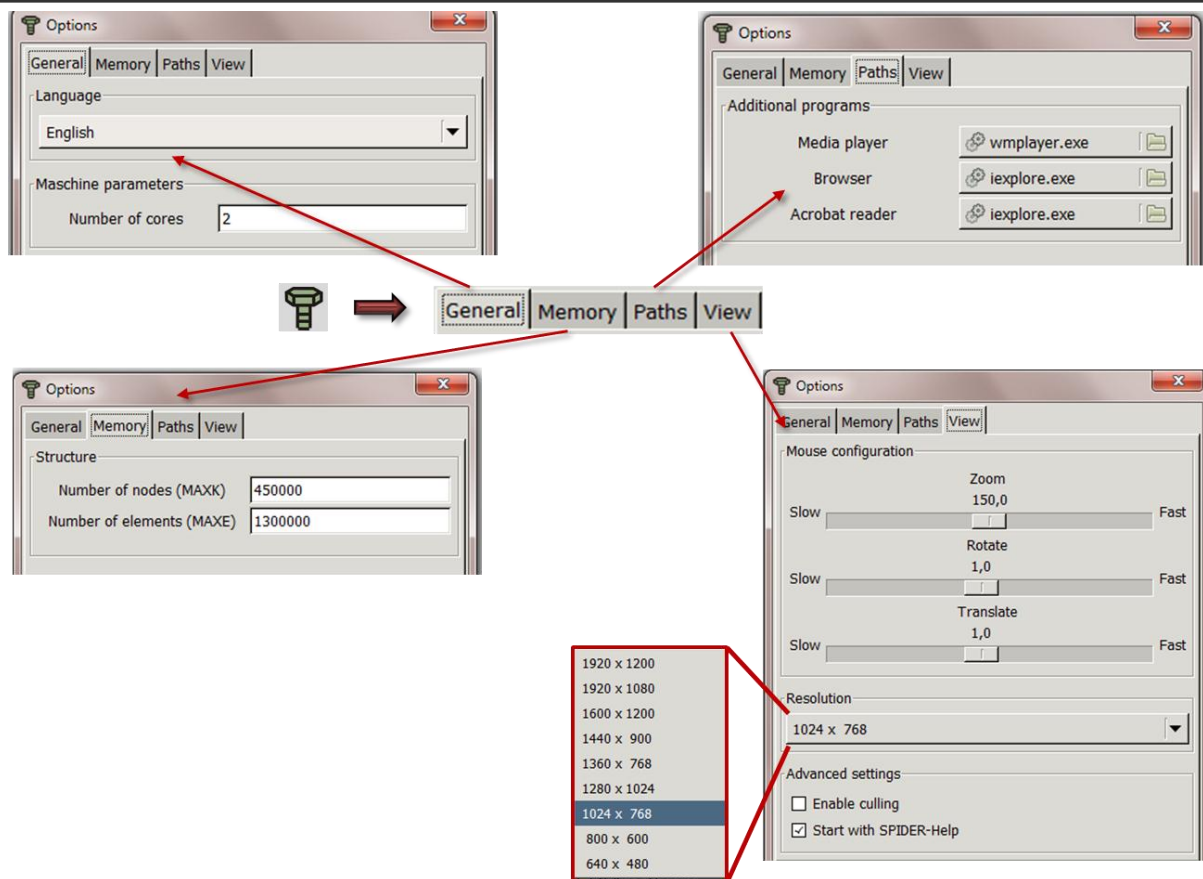 Options
General Memory Paths View
Language
English
Maschine parameters
Number of cores 2
Options
General Memory Paths View
Additional programs
Media player wmplayer.exe
Browser iexplore.exe
Acrobat reader iexplore.exe
General Memory Paths View
Options
General Memory Paths View
Structure
Number of nodes (MAXK) 450000
Number of elements (MAXE) 1300000
Options
General Memory Paths View
Mouse configuration
Zoom
150,0
Slow Fast
Rotate
1,0
Slow Fast
Translate
1,0
Slow Fast
Resolution
1024 x 768
Advanced settings
Enable culling
Start with SPIDER-Help
1920 x 1200
1920 x 1080
1600 x 1200
1440 x 900
1360 x 768
1280 x 1024
1024 x 768
800 x 600
640 x 480